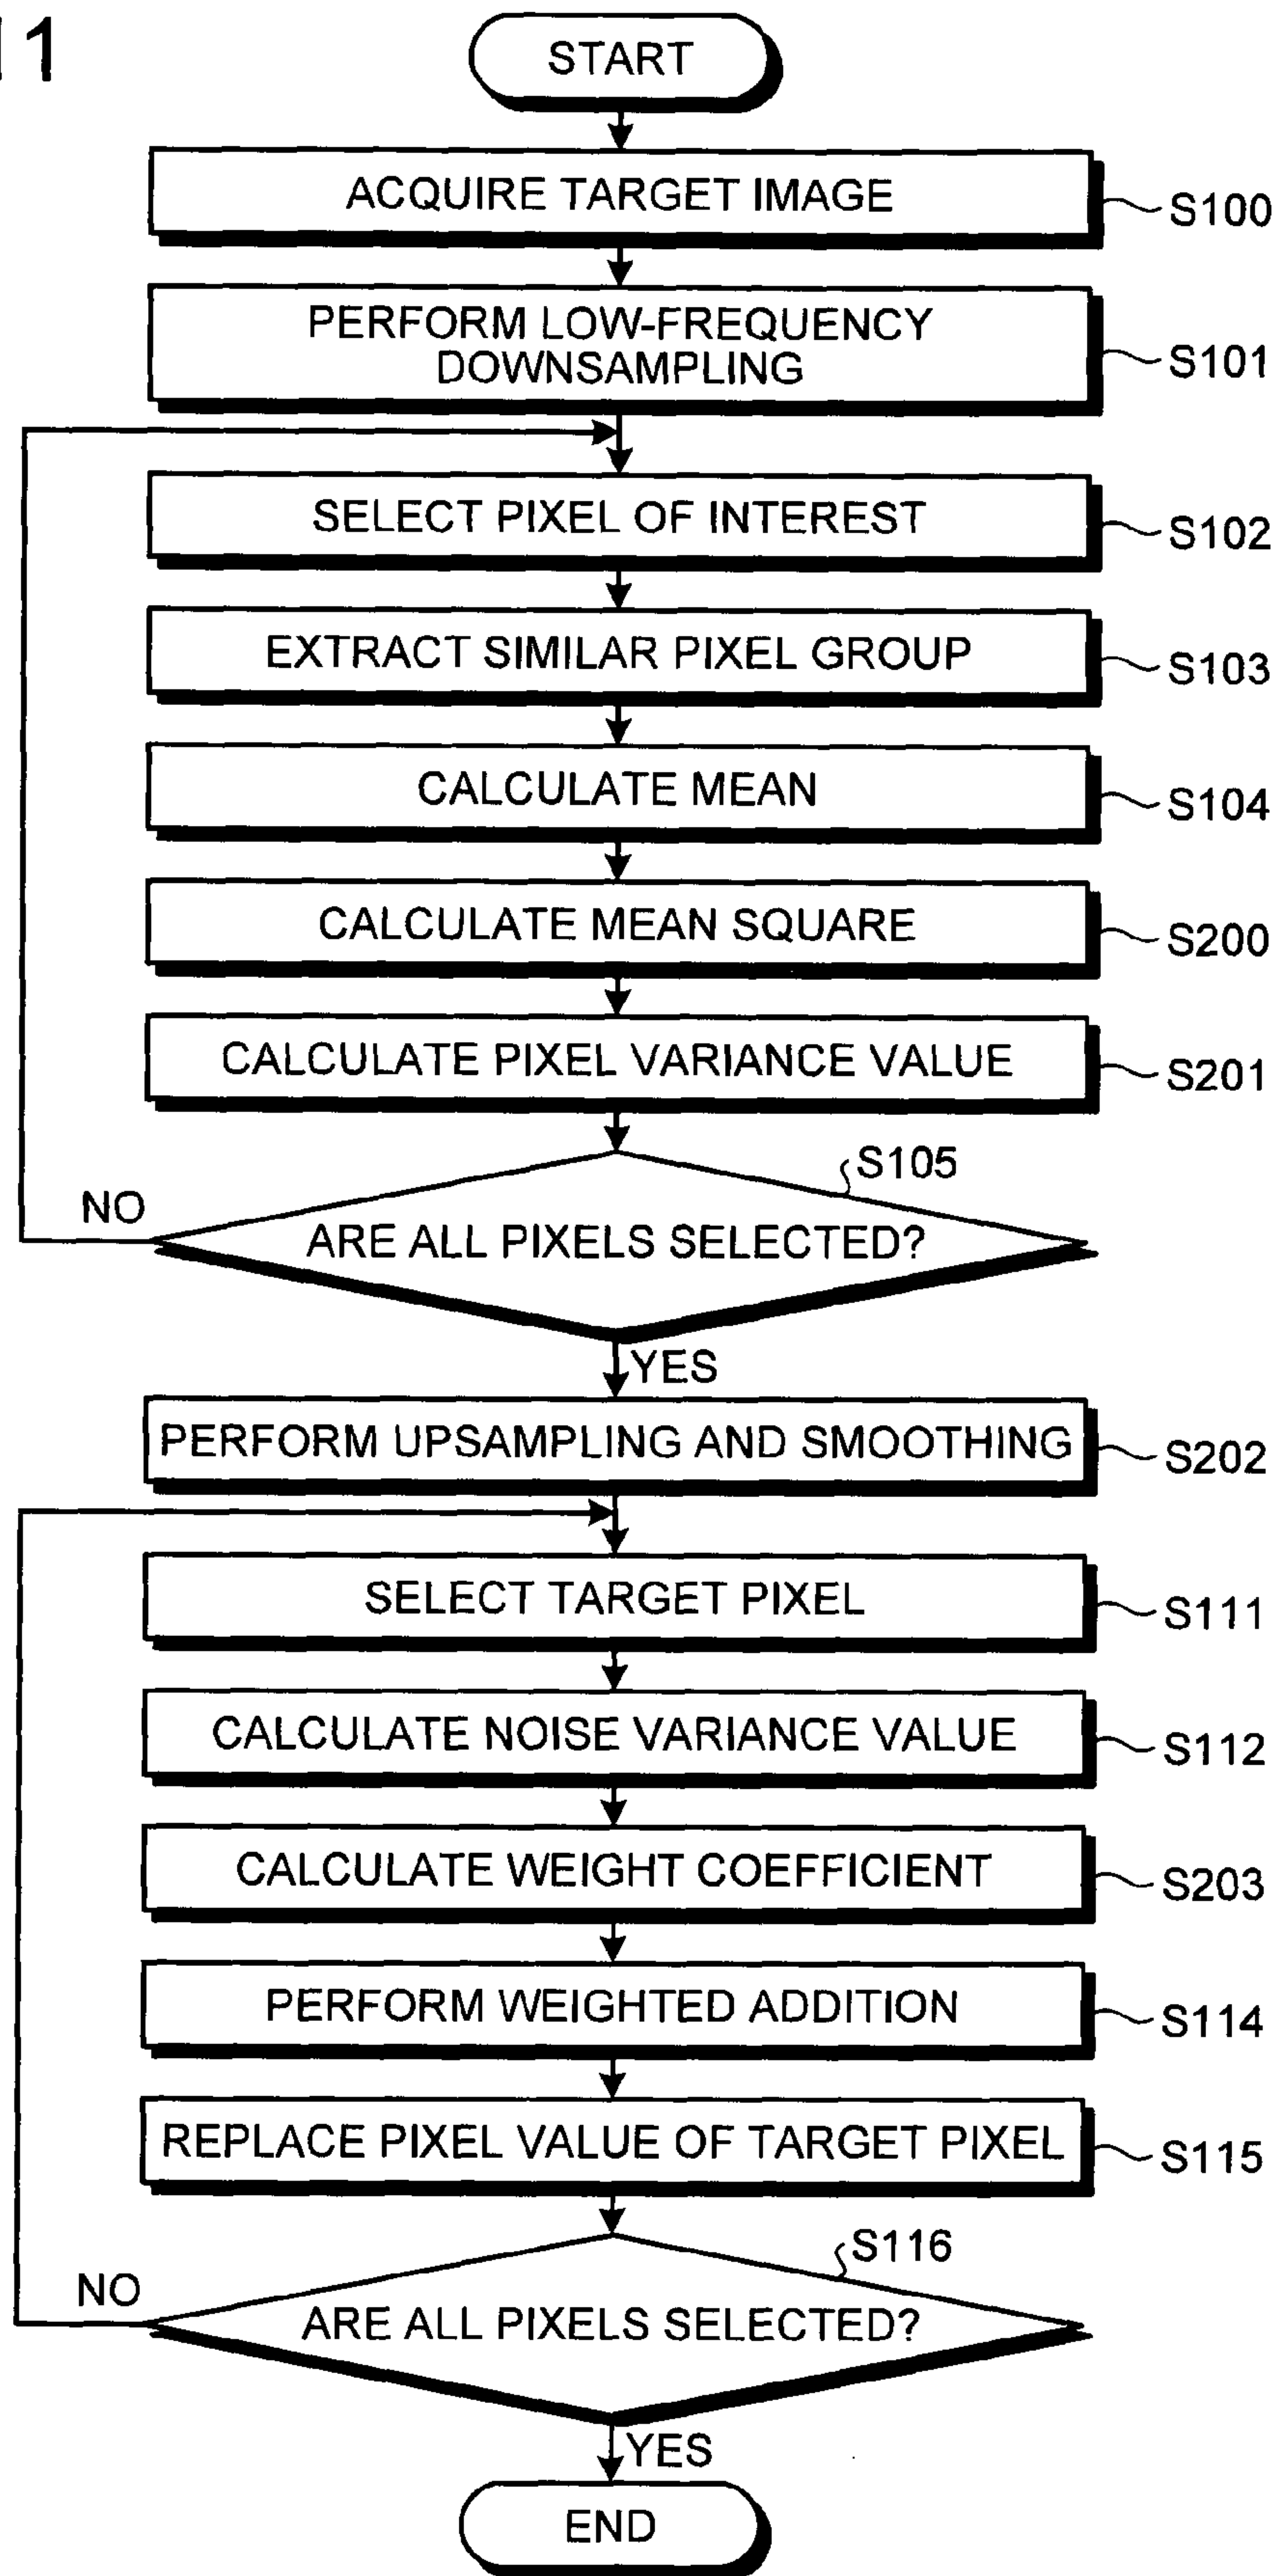 11
START
ACQUIRE TARGET IMAGE
S100
PERFORM LOW-FREQUENCY
DOWNSAMPLING
S101
SELECT PIXEL OF INTEREST
S102
EXTRACT SIMILAR PIXEL GROUP
S103
CALCULATE MEAN
S104
CALCULATE MEAN SQUARE
S200
CALCULATE PIXEL VARIANCE VALUE
S201
S105
NO
ARE ALL PIXELS SELECTED?
YES
PERFORM UPSAMPLING AND SMOOTHING
S202
SELECT TARGET PIXEL
S111
CALCULATE NOISE VARIANCE VALUE
S112
CALCULATE WEIGHT COEFFICIENT
S203
PERFORM WEIGHTED ADDITION
S114
REPLACE PIXEL VALUE OF TARGET PIXEL
S115
S116
NO
ARE ALL PIXELS SELECTED?
YES
END